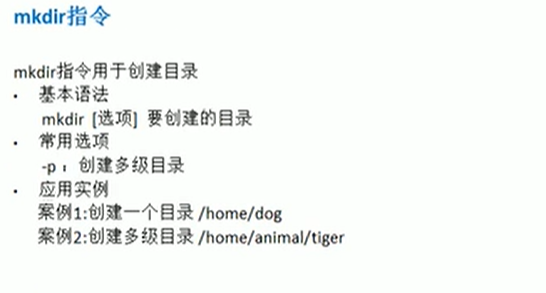 mkdir指令
mkdir指令用于创建目录
• 基本语法
mkdir [选项] 要创建的目录
• 常用选项
-p ：创建多级目录
• 应用实例
案例1:创建一个目录 /home/dog
案例2:创建多级目录 /home/animal/tiger